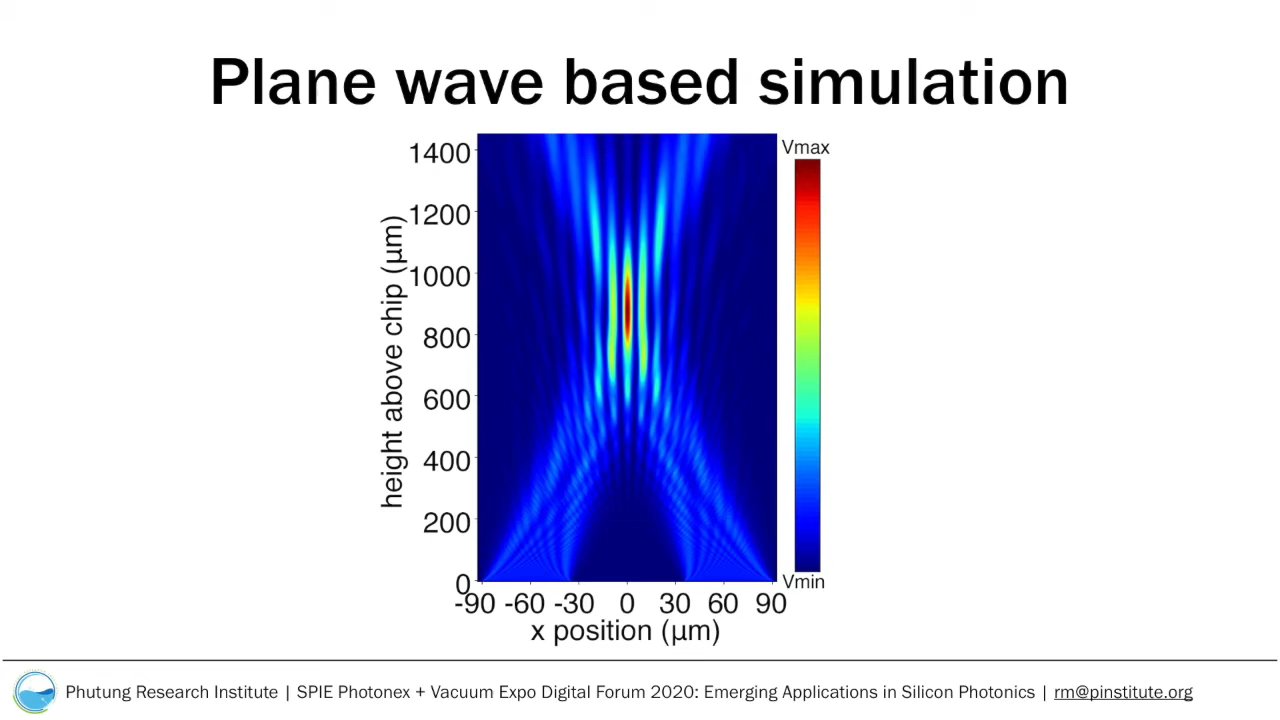 Plane wave based simulation
Vmax
1400
1200
1000
800
600
400
200
0
height above chip (µm)
-90 -60 -30 0 30 60 90
x position (µm)
Vmin
Phutung Research Institute | SPIE Photonex + Vacuum Expo Digital Forum 2020: Emerging Applications in Silicon Photonics | rm@pinstitute.org